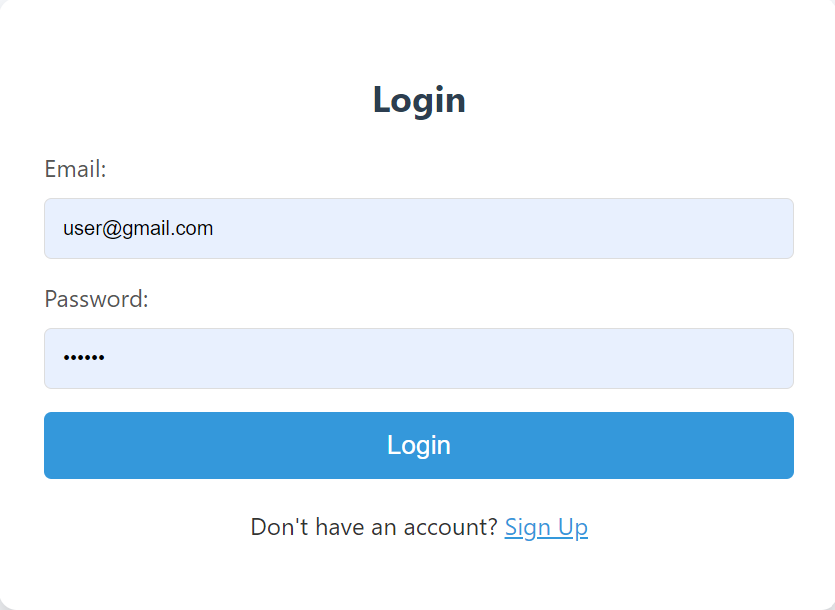 Login
Email:
user@gmail.com
Password:
••••••
Login
Don't have an account? Sign Up